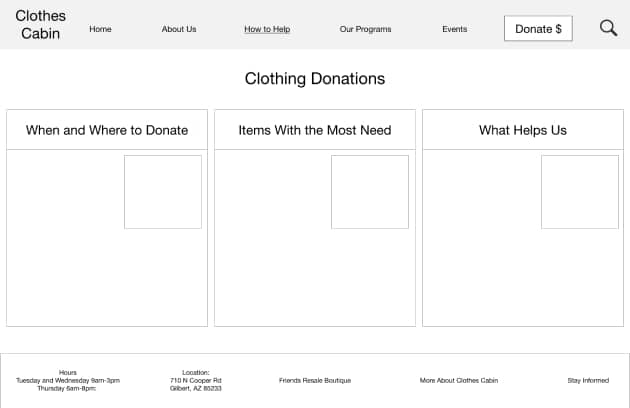 Clothes
Cabin
Home
About Us
How to Help
Our Programs
Events
Donate $
Clothing Donations
When and Where to Donate
Items With the Most Need
What Helps Us
Hours
Tuesday and Wednesday 9am-3pm
Thursday 6am-8pm:
Location:
710 N Cooper Rd
Gilbert, AZ 85233
Friends Resale Boutique
More About Clothes Cabin
Stay Informed